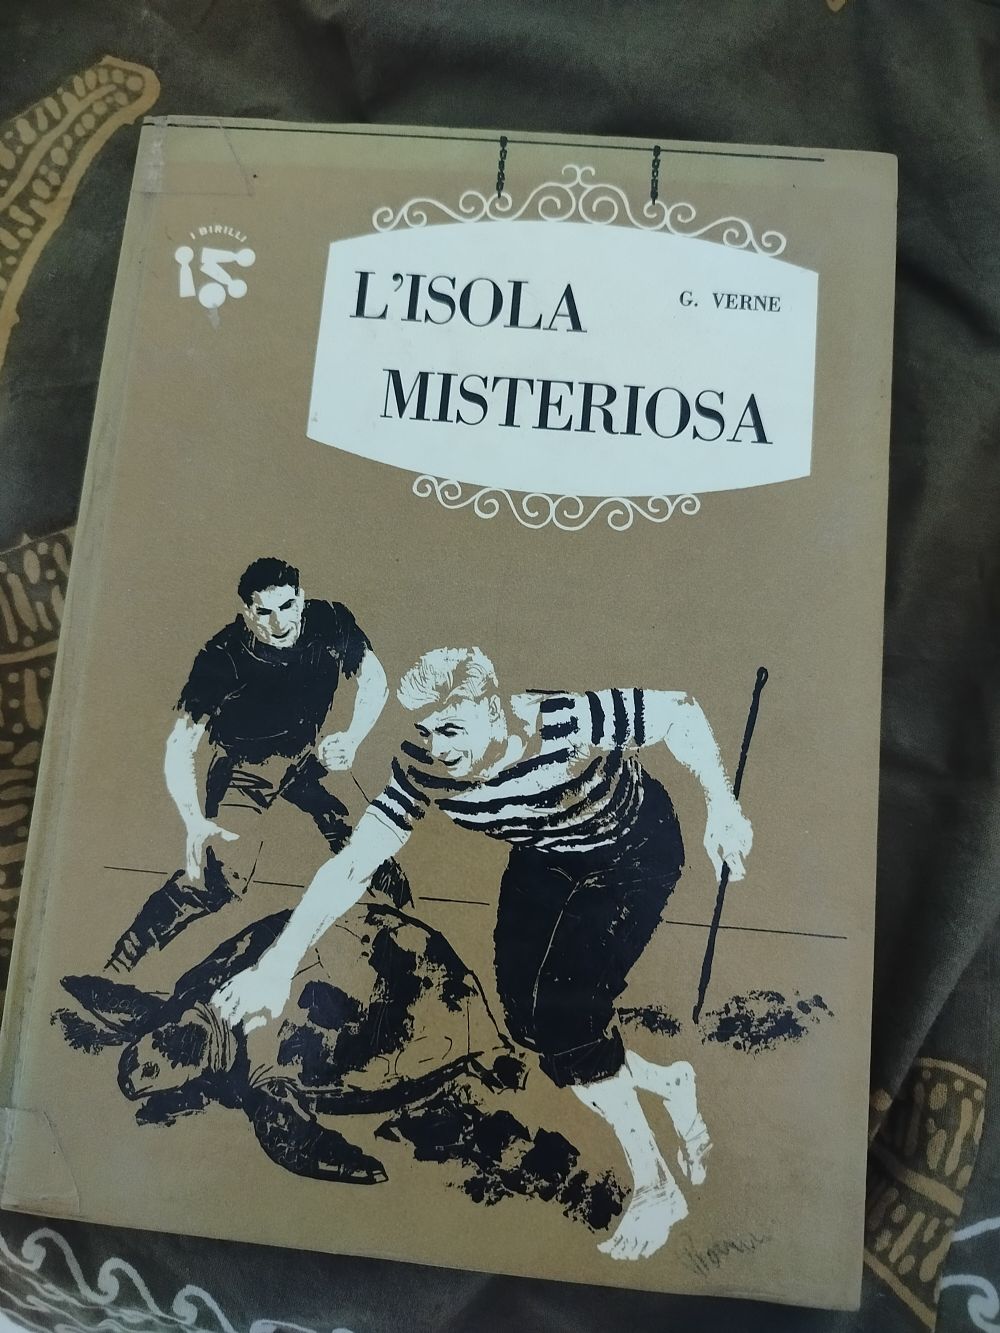 I BIRILLI
L'ISOLA
G. VERNE
MISTERIOSA